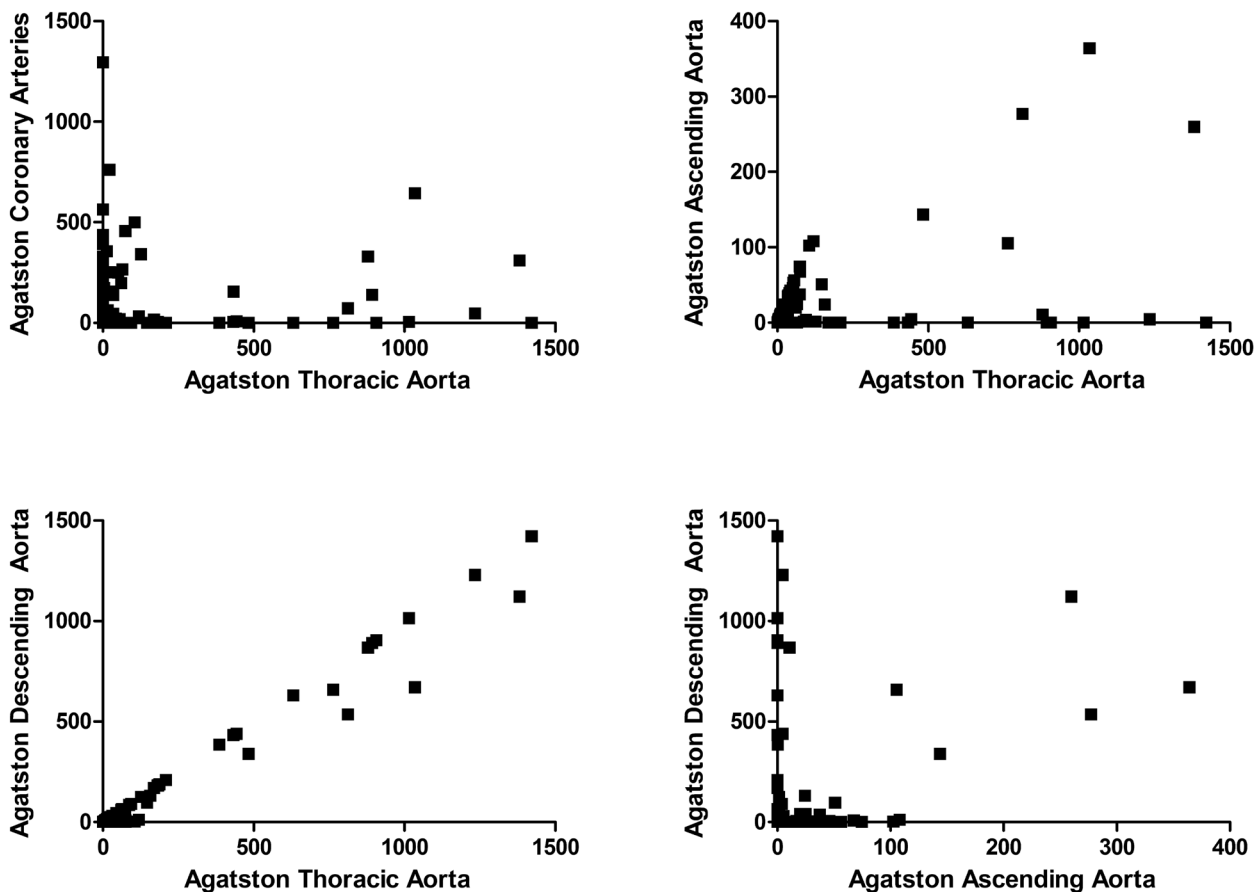 1500
1000
500
0
Agatston Coronary Arteries
0 500 1000 1500
Agatston Thoracic Aorta
400
300
200
100
0
Agatston Ascending Aorta
0 500 1000 1500
Agatston Thoracic Aorta
1500
1000
500
0
Agatston Descending Aorta
0 500 1000 1500
Agatston Thoracic Aorta
1500
1000
500
0
Agatston Descending Aorta
0 100 200 300 400
Agatston Ascending Aorta